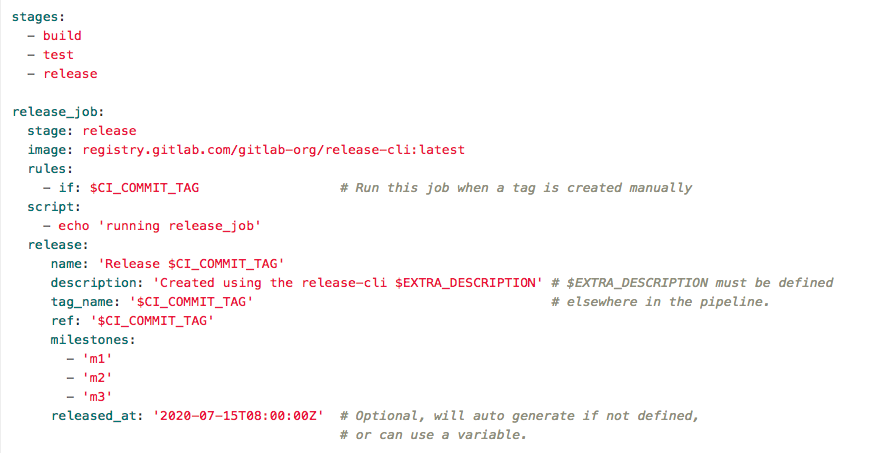 stages:
  - build
  - test
  - release

release_job:
  stage: release
  image: registry.gitlab.com/gitlab-org/release-cli:latest
  rules:
    - if: $CI_COMMIT_TAG                  # Run this job when a tag is created manually
  script:
    - echo 'running release_job'
  release:
     name: 'Release $CI_COMMIT_TAG'
     description: 'Created using the release-cli $EXTRA_DESCRIPTION' # $EXTRA_DESCRIPTION must be defined
     tag_name: '$CI_COMMIT_TAG'                                      # elsewhere in the pipeline.
     ref: '$CI_COMMIT_TAG'
     milestones:
       - 'm1'
       - 'm2'
       - 'm3'
     released_at: '2020-07-15T08:00:00Z'  # Optional, will auto generate if not defined,
                                          # or can use a variable.